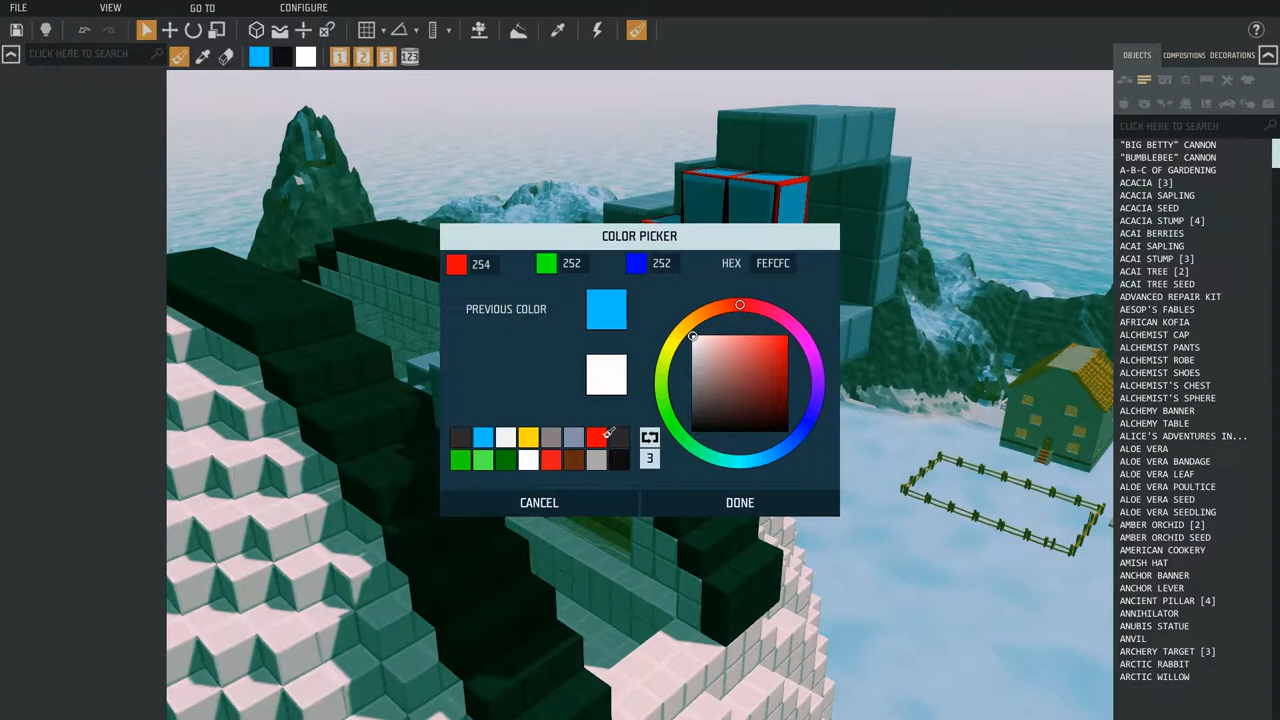 FILE VIEW GO TO CONFIGURE
CLICK HERE TO SEARCH
1 2 3 123
OBJECTS COMPOSITIONS DECORATIONS
CLICK HERE TO SEARCH
"BIG BETTY" CANNON
"BUMBLEBEE" CANNON
A-B-C OF GARDENING
ACACIA [3]
ACACIA SAPLING
ACACIA SEED
ACACIA STUMP [4]
ACAI BERRIES
ACAI SAPLING
ACAI STUMP [3]
ACAI TREE [2]
ACAI TREE SEED
ADVANCED REPAIR KIT
AESOP'S FABLES
AFRICAN KOFIA
ALCHEMIST CAP
ALCHEMIST PANTS
ALCHEMIST ROBE
ALCHEMIST SHOES
ALCHEMIST'S CHEST
ALCHEMIST'S SPHERE
ALCHEMY BANNER
ALCHEMY TABLE
ALICE'S ADVENTURES IN...
ALOE VERA
ALOE VERA BANDAGE
ALOE VERA LEAF
ALOE VERA POULTICE
ALOE VERA SEED
ALOE VERA SEEDLING
AMBER ORCHID [2]
AMBER ORCHID SEED
AMERICAN COOKERY
AMISH HAT
ANCHOR BANNER
ANCHOR LEVER
ANCIENT PILLAR [4]
ANNIHILATOR
ANUBIS STATUE
ANVIL
ARCHERY TARGET [3]
ARCTIC RABBIT
ARCTIC WILLOW
COLOR PICKER
254 252 252 HEX FEFCFC
PREVIOUS COLOR
3
CANCEL DONE